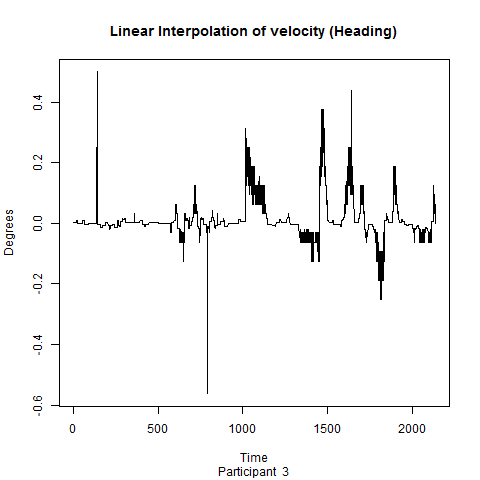 Linear Interpolation of velocity (Heading)
Degrees
0.4
0.2
0.0
-0.2
-0.4
-0.6
0 500 1000 1500 2000
Time
Participant 3